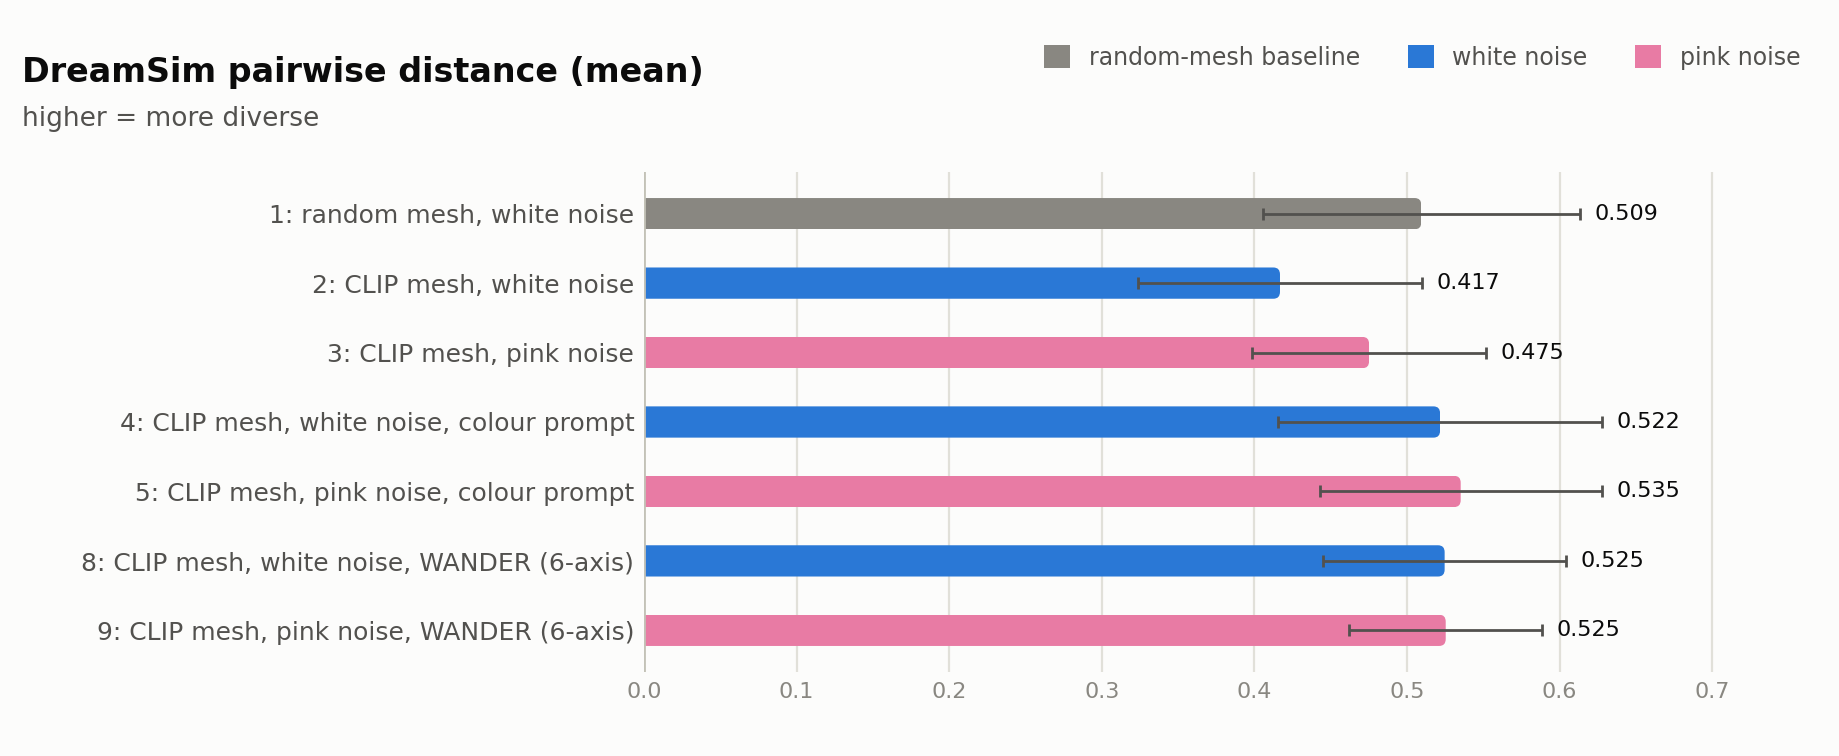 DreamSim pairwise distance (mean)
higher = more diverse
random-mesh baseline
white noise
pink noise
1: random mesh, white noise
0.509
2: CLIP mesh, white noise
0.417
3: CLIP mesh, pink noise
0.475
4: CLIP mesh, white noise, colour prompt
0.522
5: CLIP mesh, pink noise, colour prompt
0.535
8: CLIP mesh, white noise, WANDER (6-axis)
0.525
9: CLIP mesh, pink noise, WANDER (6-axis)
0.525
0.0 0.1 0.2 0.3 0.4 0.5 0.6 0.7